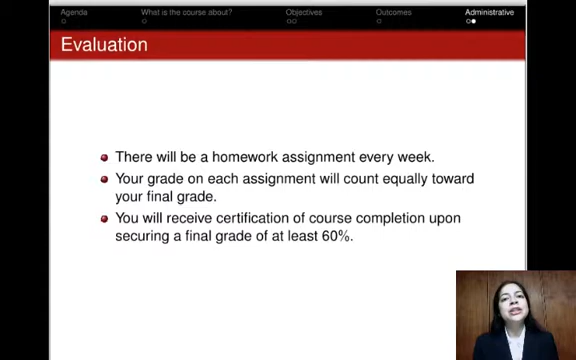 Agenda What is the course about? Objectives Outcomes Administrative
Evaluation
There will be a homework assignment every week.
Your grade on each assignment will count equally toward
your final grade.
You will receive certification of course completion upon
securing a final grade of at least 60%.